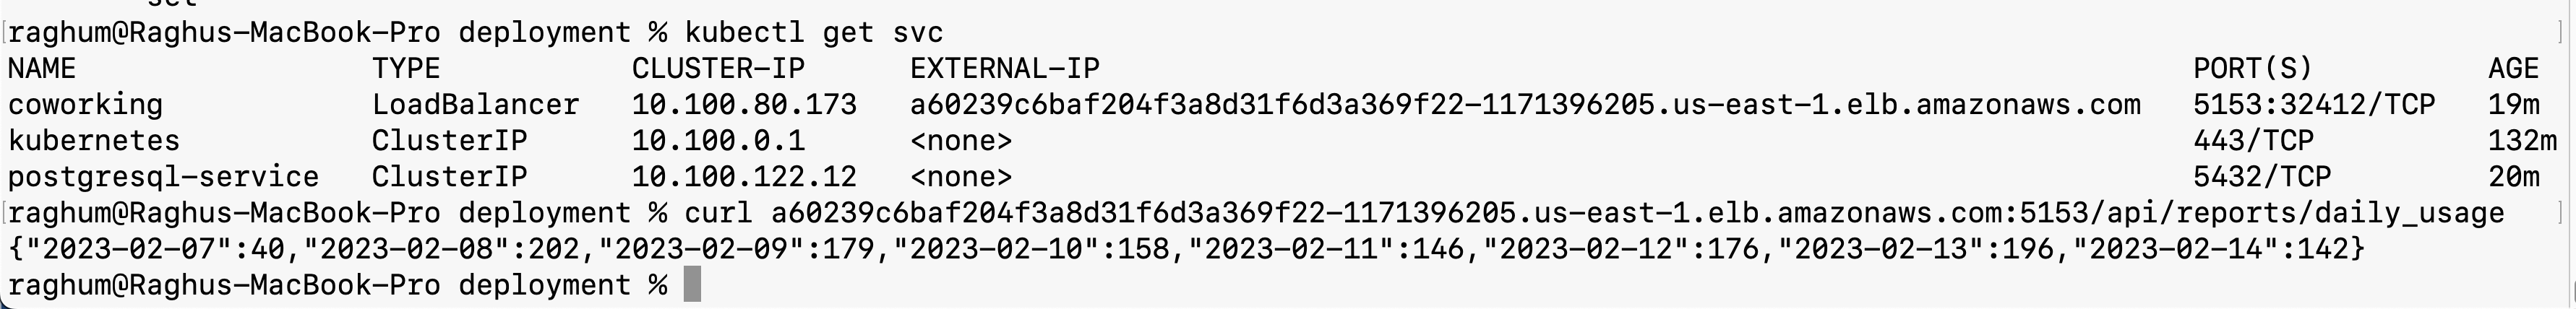 set
[raghum@Raghus-MacBook-Pro deployment % kubectl get svc ]
NAME TYPE CLUSTER-IP EXTERNAL-IP PORT(S) AGE
coworking LoadBalancer 10.100.80.173 a60239c6baf204f3a8d31f6d3a369f22-1171396205.us-east-1.elb.amazonaws.com 5153:32412/TCP 19m
kubernetes ClusterIP 10.100.0.1 <none> 443/TCP 132m
postgresql-service ClusterIP 10.100.122.12 <none> 5432/TCP 20m
[raghum@Raghus-MacBook-Pro deployment % curl a60239c6baf204f3a8d31f6d3a369f22-1171396205.us-east-1.elb.amazonaws.com:5153/api/reports/daily_usage ]
{"2023-02-07":40,"2023-02-08":202,"2023-02-09":179,"2023-02-10":158,"2023-02-11":146,"2023-02-12":176,"2023-02-13":196,"2023-02-14":142}
raghum@Raghus-MacBook-Pro deployment %